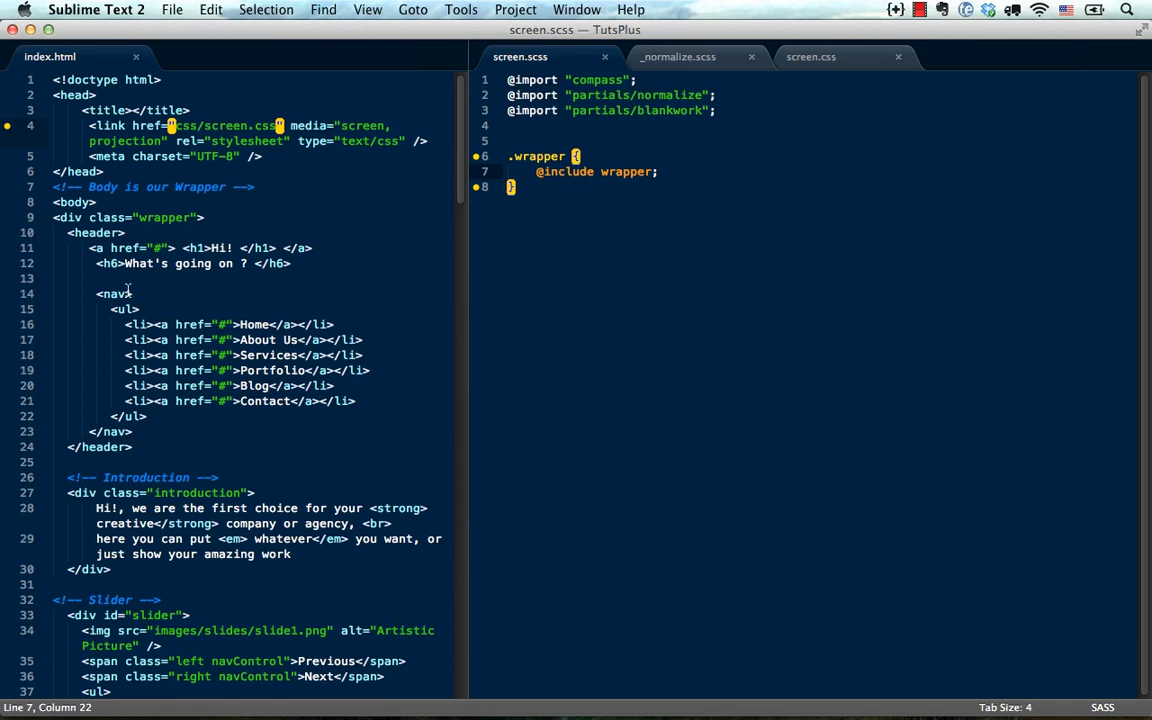 Sublime Text 2 File Edit Selection Find View Goto Tools Project Window Help
screen.scss — TutsPlus
index.html
1 <!doctype html>
2 <head>
3 <title></title>
4 <link href="css/screen.css" media="screen,
projection" rel="stylesheet" type="text/css" />
5 <meta charset="UTF-8" />
6 </head>
7 <!-- Body is our Wrapper -->
8 <body>
9 <div class="wrapper">
10 <header>
11 <a href="#"> <h1>Hi! </h1> </a>
12 <h6>What's going on ? </h6>
13
14 <nav>
15 <ul>
16 <li><a href="#">Home</a></li>
17 <li><a href="#">About Us</a></li>
18 <li><a href="#">Services</a></li>
19 <li><a href="#">Portfolio</a></li>
20 <li><a href="#">Blog</a></li>
21 <li><a href="#">Contact</a></li>
22 </ul>
23 </nav>
24 </header>
25
26 <!-- Introduction -->
27 <div class="introduction">
28 Hi!, we are the first choice for your <strong>
creative</strong> company or agency, <br>
29 here you can put <em> whatever</em> you want, or
just show your amazing work
30 </div>
31
32 <!-- Slider -->
33 <div id="slider">
34 <img src="images/slides/slide1.png" alt="Artistic
Picture" />
35 <span class="left navControl">Previous</span>
36 <span class="right navControl">Next</span>
37 <ul>
screen.scss _normalize.scss screen.css
1 @import "compass";
2 @import "partials/normalize";
3 @import "partials/blankwork";
4
5
6 .wrapper {
7 @include wrapper;
8 }
Line 7, Column 22 Tab Size: 4 SASS